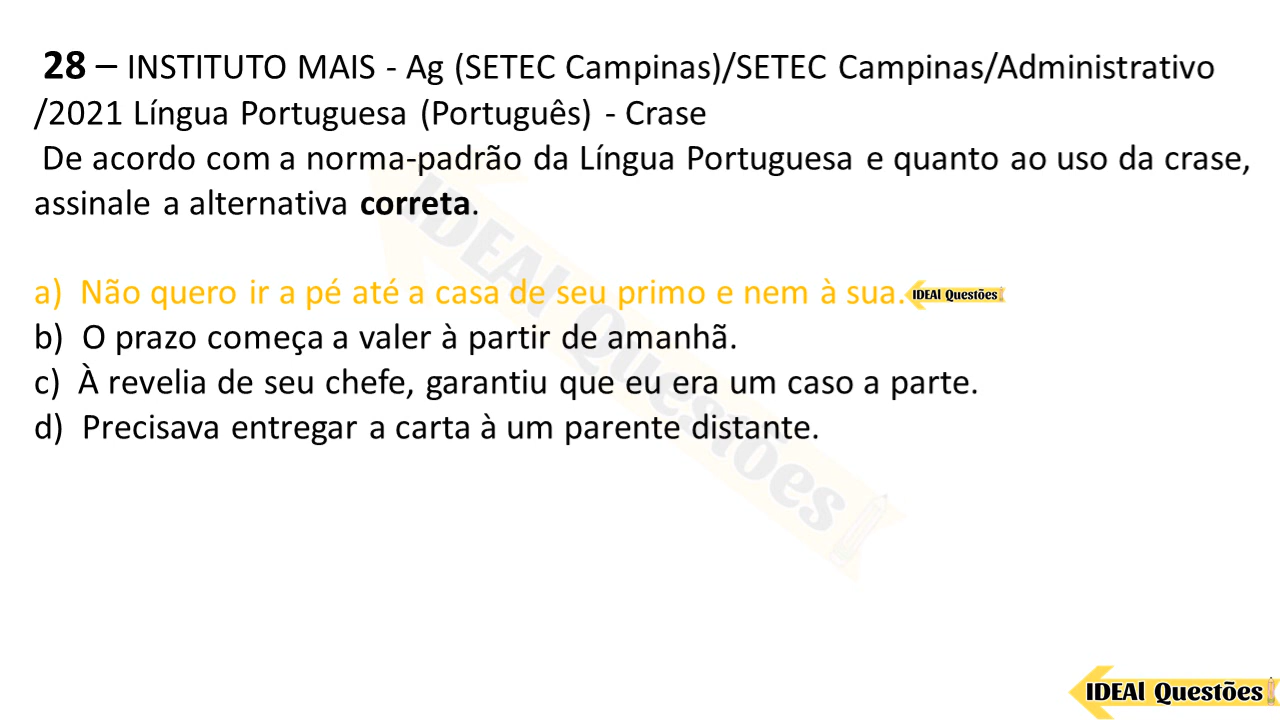 28 – INSTITUTO MAIS - Ag (SETEC Campinas)/SETEC Campinas/Administrativo
/2021 Língua Portuguesa (Português) - Crase
De acordo com a norma-padrão da Língua Portuguesa e quanto ao uso da crase,
assinale a alternativa correta.
a) Não quero ir a pé até a casa de seu primo e nem à sua. IDEAl Questões
b) O prazo começa a valer à partir de amanhã.
c) À revelia de seu chefe, garantiu que eu era um caso a parte.
d) Precisava entregar a carta à um parente distante.
IDEAl Questões
IDEAl Questões